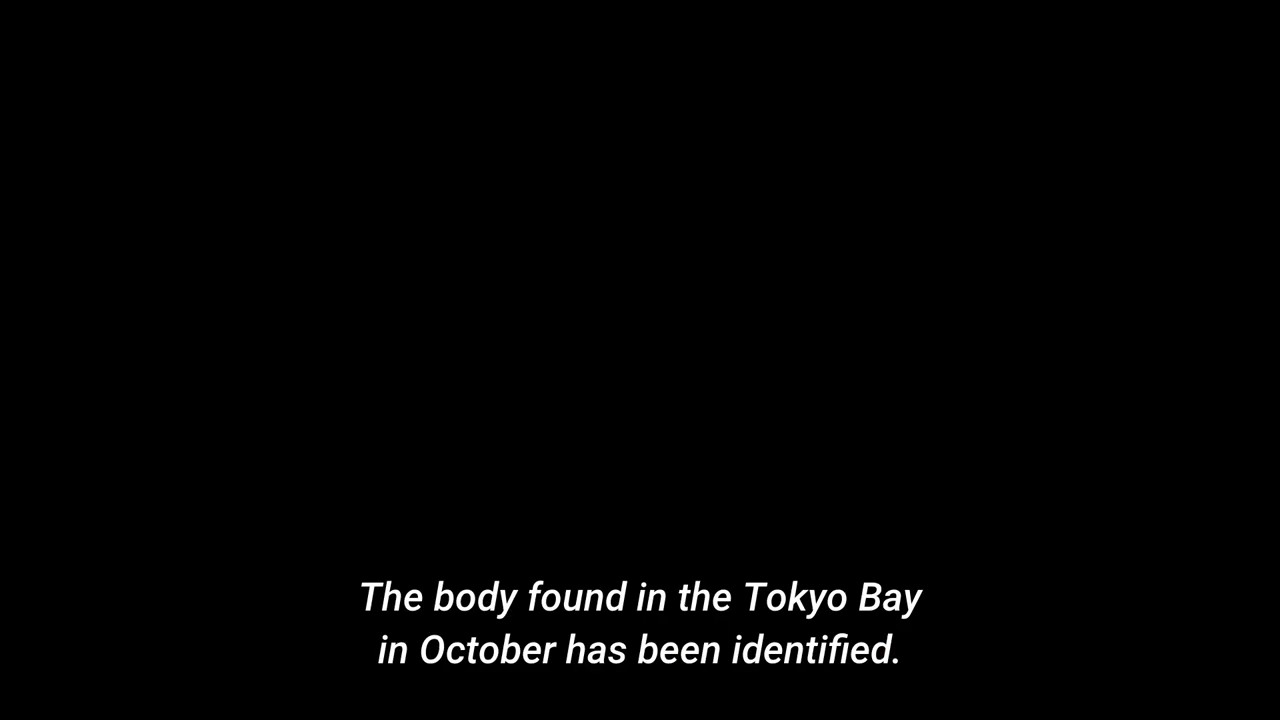 The body found in the Tokyo Bay
in October has been identified.